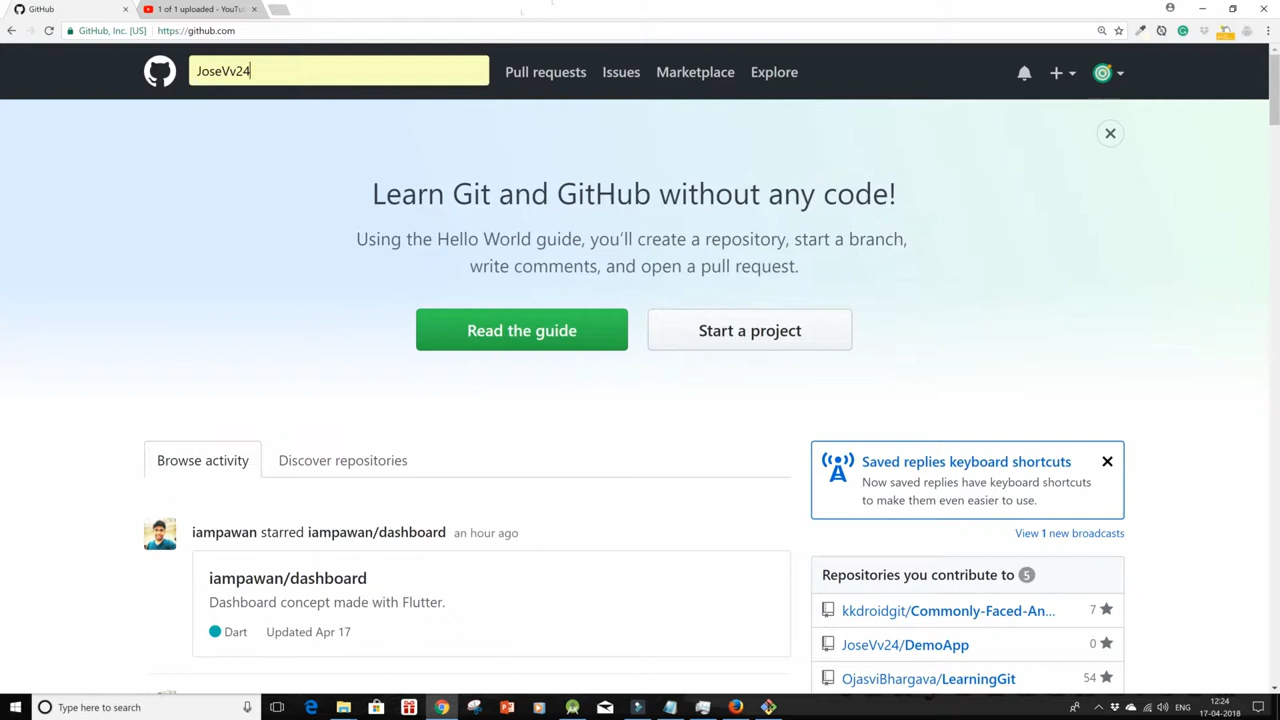 GitHub
1 of 1 uploaded - YouTu
GitHub, Inc. [US]
https://github.com
JoseVv24
Pull requests
Issues
Marketplace
Explore
Learn Git and GitHub without any code!
Using the Hello World guide, you’ll create a repository, start a branch,
write comments, and open a pull request.
Read the guide
Start a project
Browse activity
Discover repositories
Saved replies keyboard shortcuts
Now saved replies have keyboard shortcuts
to make them even easier to use.
View 1 new broadcasts
iampawan starred iampawan/dashboard an hour ago
iampawan/dashboard
Dashboard concept made with Flutter.
Dart
Updated Apr 17
Repositories you contribute to 5
kkdroidgit/Commonly-Faced-An...
7
JoseVv24/DemoApp
0
OjasviBhargava/LearningGit
54
Type here to search
12:24
17-04-2018